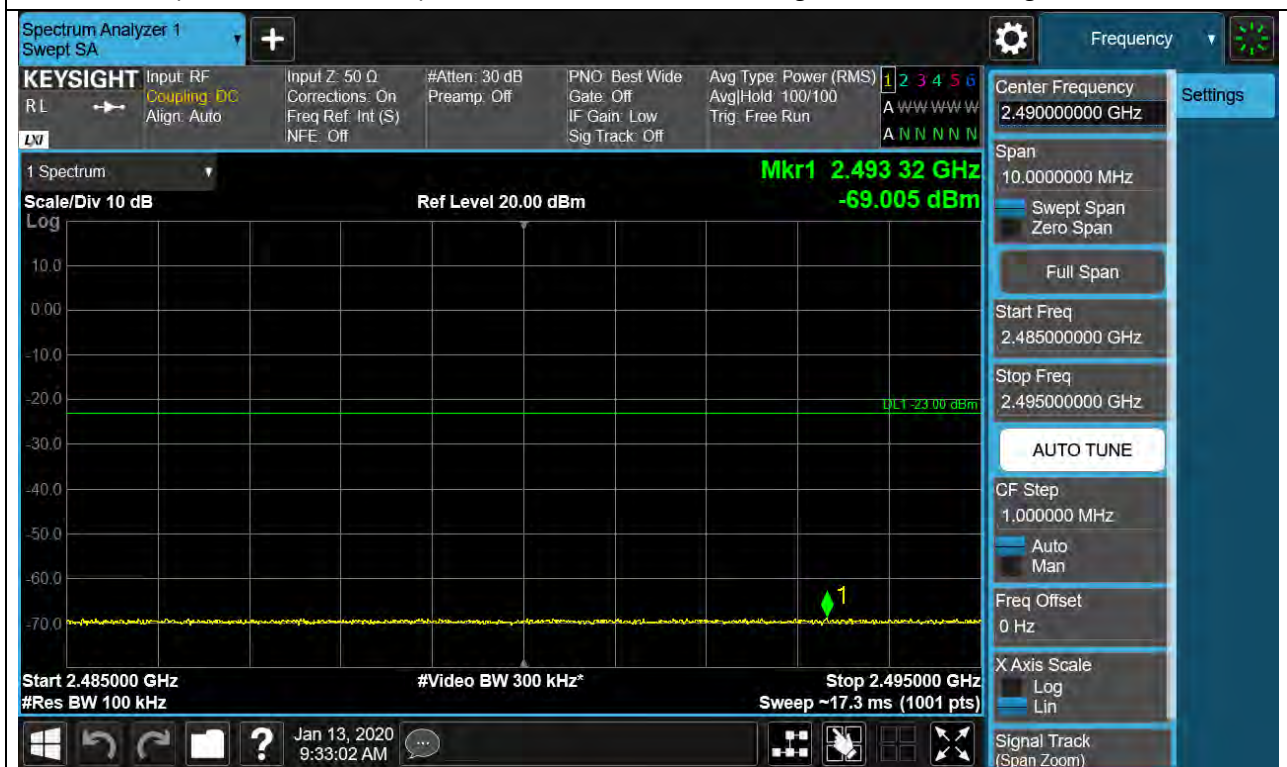 Spectrum Analyzer 1
Swept SA
+
Frequency
KEYSIGHT
RL
LXI
Input: RF
Coupling: DC
Align: Auto
Input Z: 50 Ω
Corrections: On
Freq Ref: Int (S)
NFE: Off
#Atten: 30 dB
Preamp: Off
PNO: Best Wide
Gate: Off
IF Gain: Low
Sig Track: Off
Avg Type: Power (RMS)
Avg|Hold: 100/100
Trig: Free Run
1 2 3 4 5 6
A W W W W W
A N N N N N
1 Spectrum
Scale/Div 10 dB
Ref Level 20.00 dBm
Mkr1 2.493 32 GHz
-69.005 dBm
Log
10.0
0.00
-10.0
-20.0
-30.0
-40.0
-50.0
-60.0
-70.0
DL1 -23.00 dBm
1
Start 2.485000 GHz
#Res BW 100 kHz
#Video BW 300 kHz*
Stop 2.495000 GHz
Sweep ~17.3 ms (1001 pts)
Center Frequency
2.490000000 GHz
Settings
Span
10.0000000 MHz
Swept Span
Zero Span
Full Span
Start Freq
2.485000000 GHz
Stop Freq
2.495000000 GHz
AUTO TUNE
CF Step
1.000000 MHz
Auto
Man
Freq Offset
0 Hz
X Axis Scale
Log
Lin
Signal Track
(Span Zoom)
?
Jan 13, 2020
9:33:02 AM